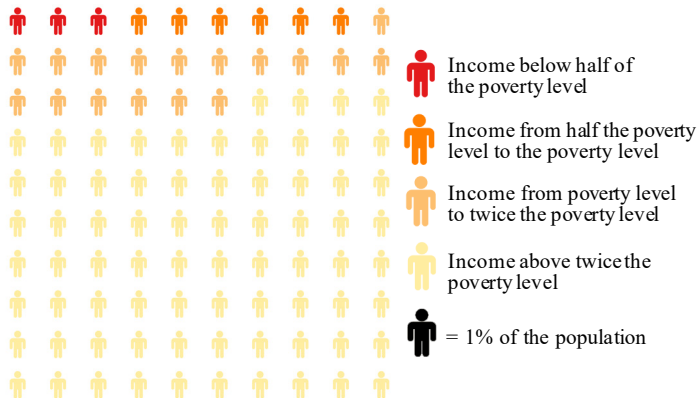 Income below half of
the poverty level
Income from half the poverty
level to the poverty level
Income from poverty level
to twice the poverty level
Income above twice the
poverty level
= 1% of the population